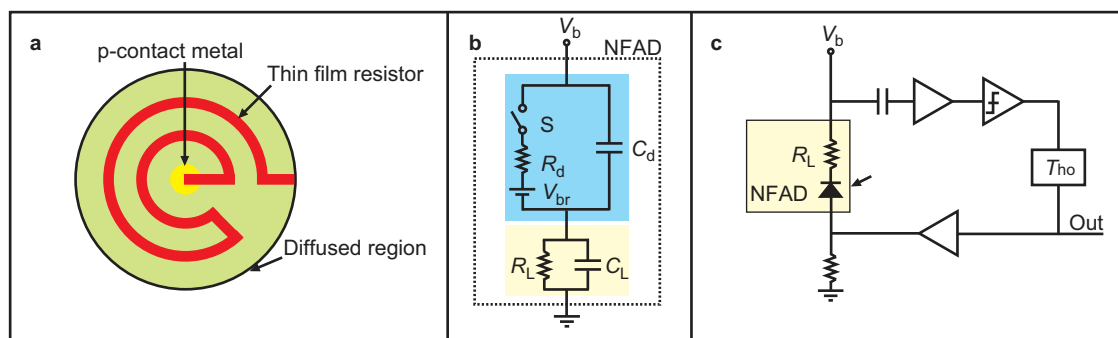 a
p-contact metal
Thin film resistor
Diffused region
b
V_b
NFAD
S
R_d
V_br
C_d
R_L
C_L
c
V_b
R_L
NFAD
T_ho
Out